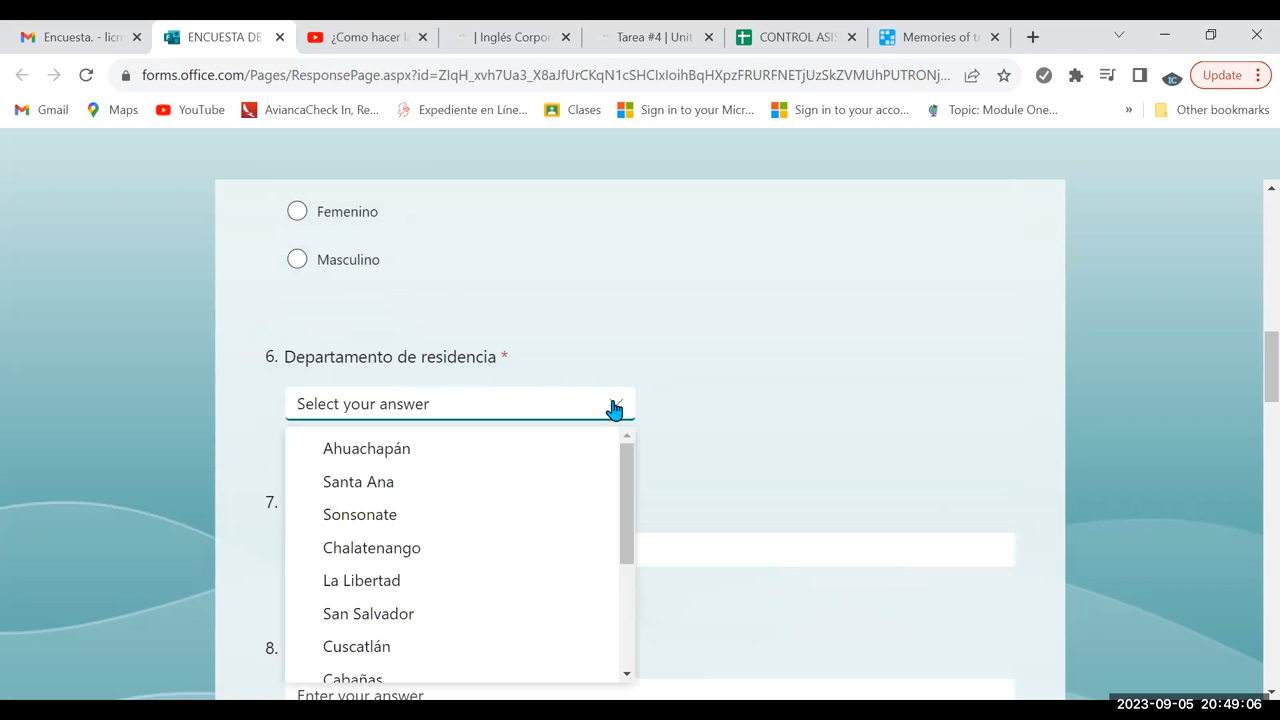 Encuesta. - licm
ENCUESTA DE
¿Como hacer l
| Inglés Corpor
Tarea #4 | Unit
CONTROL ASI
Memories of t
forms.office.com/Pages/ResponsePage.aspx?id=ZIqH_xvh7Ua3_X8aJfUrCKqN1cSHCIxIoihBqHXpzFRURFNETjUzSkZVMUhPUTRONj...
Update
Gmail
Maps
YouTube
AviancaCheck In, Re...
Expediente en Líne...
Clases
Sign in to your Micr...
Sign in to your acco...
Topic: Module One...
»
Other bookmarks
Femenino
Masculino
6. Departamento de residencia *
Select your answer
Ahuachapán
Santa Ana
7.
Sonsonate
Chalatenango
La Libertad
San Salvador
8.
Cuscatlán
Cabañas
Enter your answer
2023-09-05 20:49:06